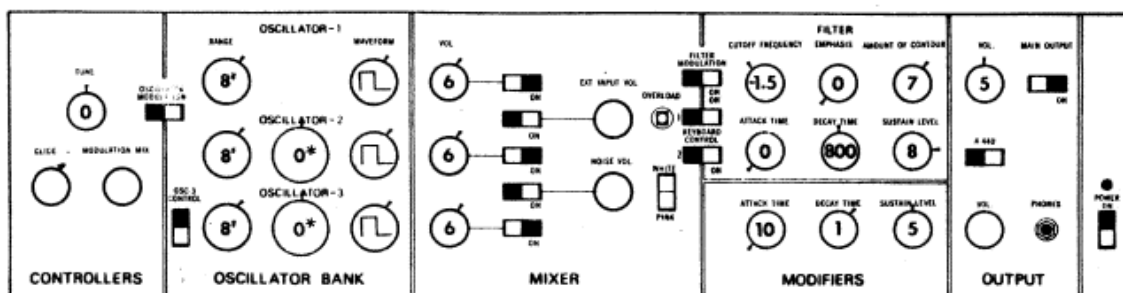 TUNE
0
GLIDE
MODULATION MIX
CONTROLLERS
OSCILLATOR-1
RANGE
WAVEFORM
8'
OSCILLATOR
MODULATION
OSCILLATOR-2
8'
0*
OSC 3
CONTROL
OSCILLATOR-3
8'
0*
OSCILLATOR BANK
VOL
6
ON
EXT INPUT VOL
OVERLOAD
ON
6
ON
NOISE VOL
WHITE
ON
PINK
6
ON
MIXER
FILTER
FILTER
MODULATION
ON
ON
1
KEYBOARD
CONTROL
2
ON
CUTOFF FREQUENCY
EMPHASIS
AMOUNT OF CONTOUR
-1.5
0
7
ATTACK TIME
DECAY TIME
SUSTAIN LEVEL
0
800
8
ATTACK TIME
DECAY TIME
SUSTAIN LEVEL
10
1
5
MODIFIERS
VOL.
MAIN OUTPUT
5
ON
A 440
VOL
PHONES
OUTPUT
POWER
ON